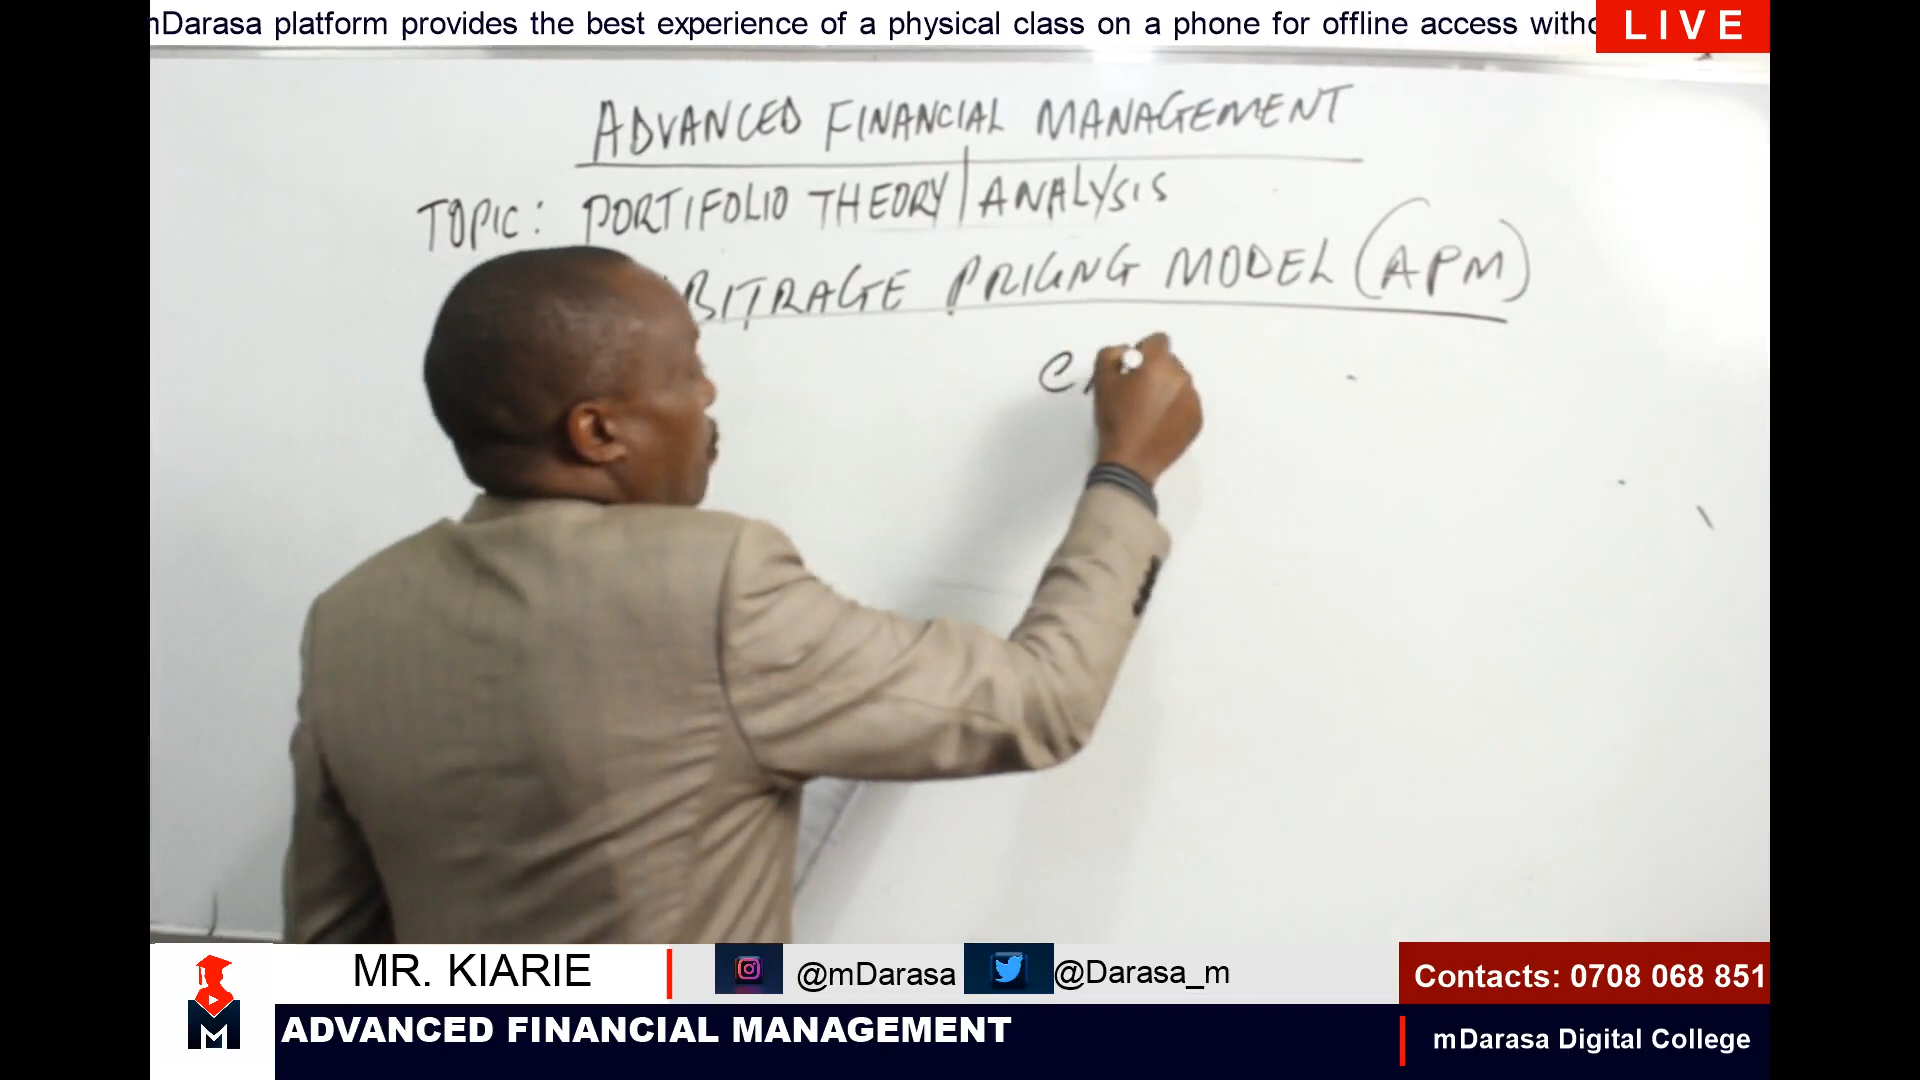 mDarasa platform provides the best experience of a physical class on a phone for offline access witho
LIVE
ADVANCED FINANCIAL MANAGEMENT
TOPIC: PORTIFOLIO THEORY/ANALYSIS
BITRAGE PRICING MODEL (APM)
CA
MR. KIARIE
@mDarasa
@Darasa_m
Contacts: 0708 068 851
M
ADVANCED FINANCIAL MANAGEMENT
mDarasa Digital College